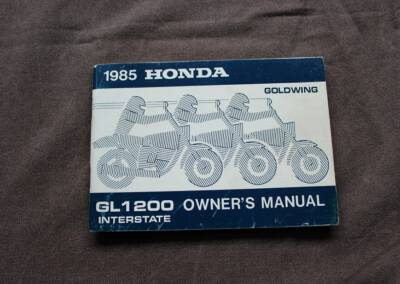 1985 HONDA
GOLDWING
GL1200 OWNER'S MANUAL
INTERSTATE